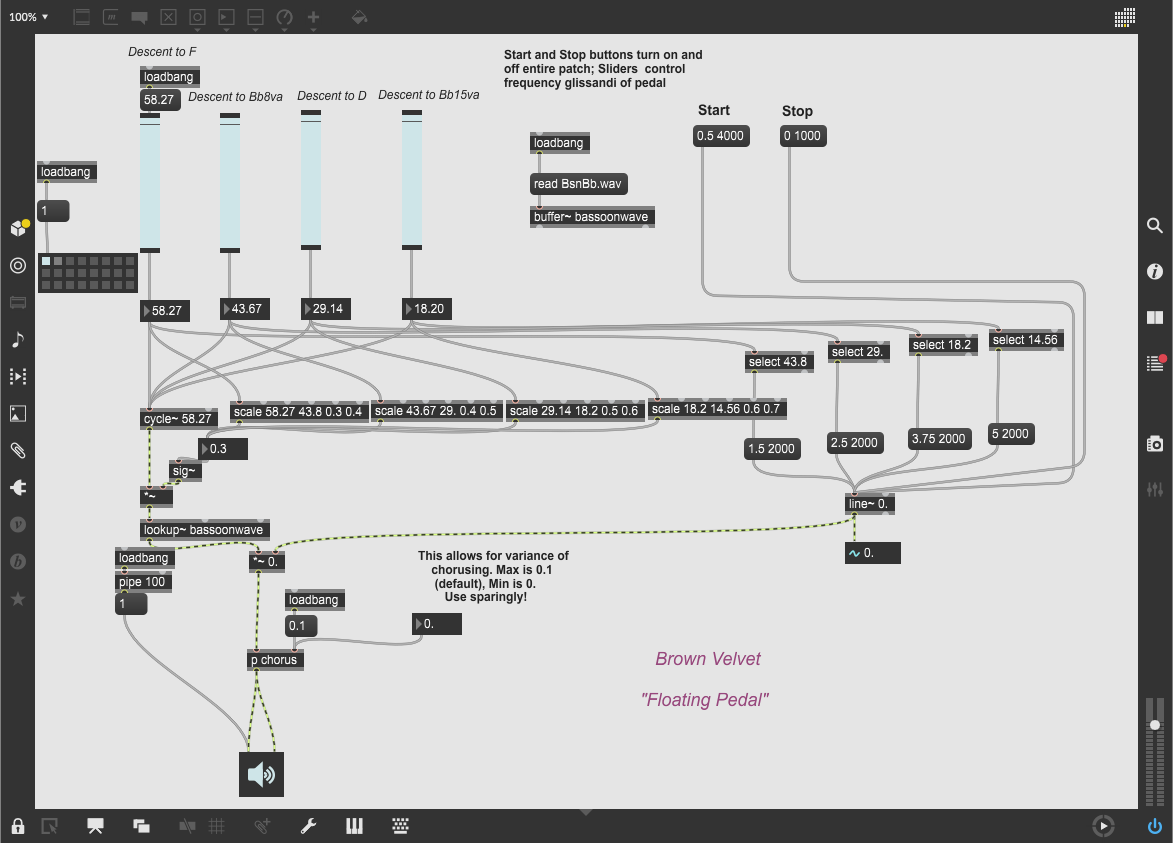 100%
Descent to F
loadbang
58.27
Descent to Bb8va
Descent to D
Descent to Bb15va
Start and Stop buttons turn on and
off entire patch; Sliders control
frequency glissandi of pedal
Start
Stop
0.5 4000
0 1000
loadbang
read BsnBb.wav
buffer~ bassoonwave
loadbang
1
58.27
43.67
29.14
18.20
select 43.8
select 29.
select 18.2
select 14.56
cycle~ 58.27
scale 58.27 43.8 0.3 0.4
scale 43.67 29. 0.4 0.5
scale 29.14 18.2 0.5 0.6
scale 18.2 14.56 0.6 0.7
0.3
1.5 2000
2.5 2000
3.75 2000
5 2000
sig~
*~
line~ 0.
lookup~ bassoonwave
0.
loadbang
*~ 0.
pipe 100
1
This allows for variance of
chorusing. Max is 0.1
(default), Min is 0.
Use sparingly!
loadbang
0.1
0.
p chorus
Brown Velvet
"Floating Pedal"